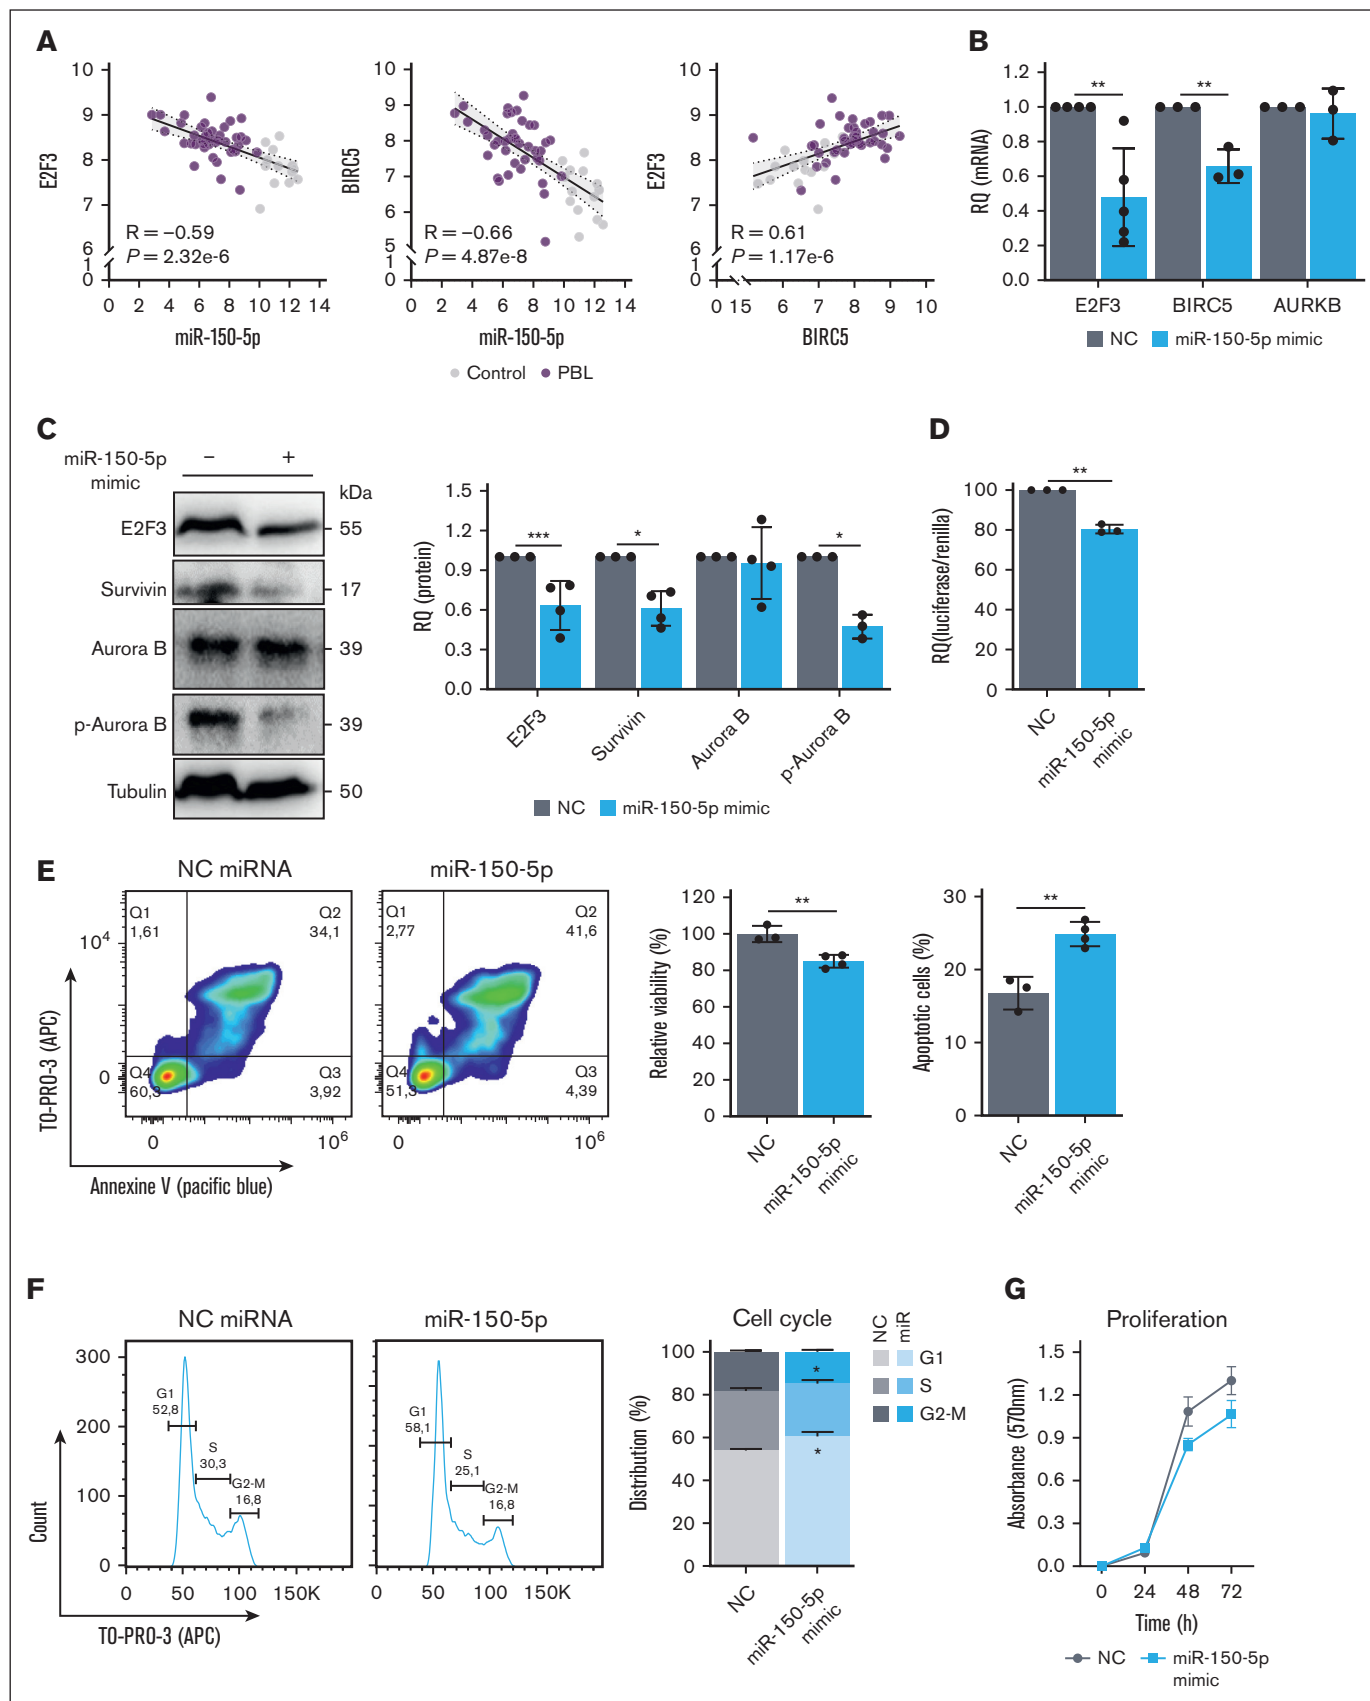 A
E2F3
10
9
8
7
6
1
0
R = −0.59
P = 2.32e-6
0 2 4 6 8 10 12 14
miR-150-5p
BIRC5
10
9
8
7
6
5
1
0
R = −0.66
P = 4.87e-8
0 2 4 6 8 10 12 14
miR-150-5p
E2F3
10
9
8
7
6
1
0
R = 0.61
P = 1.17e-6
0 1 5 6 7 8 9 10
BIRC5
Control PBL
B
RQ (mRNA)
1.2
1.0
0.8
0.6
0.4
0.2
0.0
** **
E2F3 BIRC5 AURKB
NC miR-150-5p mimic
C
miR-150-5p − +
mimic
kDa
E2F3 55
Survivin 17
Aurora B 39
p-Aurora B 39
Tubulin 50
RQ (protein)
1.5
1.2
0.9
0.6
0.3
0.0
*** * *
E2F3 Survivin Aurora B p-Aurora B
NC miR-150-5p mimic
D
RQ(luciferase/renilla)
100
80
60
40
20
0
**
NC miR-150-5p
mimic
E
NC miRNA
Q1
1,61
Q2
34,1
Q4
60,3
Q3
3,92
104
0
0 106
TO-PRO-3 (APC)
Annexine V (pacific blue)
miR-150-5p
Q1
2,77
Q2
41,6
Q4
51,3
Q3
4,39
0 106
Relative viability (%)
120
100
80
60
40
20
0
**
NC miR-150-5p
mimic
Apoptotic cells (%)
30
20
10
0
**
NC miR-150-5p
mimic
F
NC miRNA
300
200
100
0
G1
52,8
S
30,3
G2-M
16,8
0 50 100 150K
Count
TO-PRO-3 (APC)
miR-150-5p
G1
58,1
S
25,1
G2-M
16,8
0 50 100 150K
Cell cycle
Distribution (%)
100
80
60
40
20
0
*
*
NC miR-150-5p
mimic
NC miR
G1
S
G2-M
G
Proliferation
Absorbance (570nm)
1.5
1.2
0.9
0.6
0.3
0.0
0 24 48 72
Time (h)
NC miR-150-5p
mimic